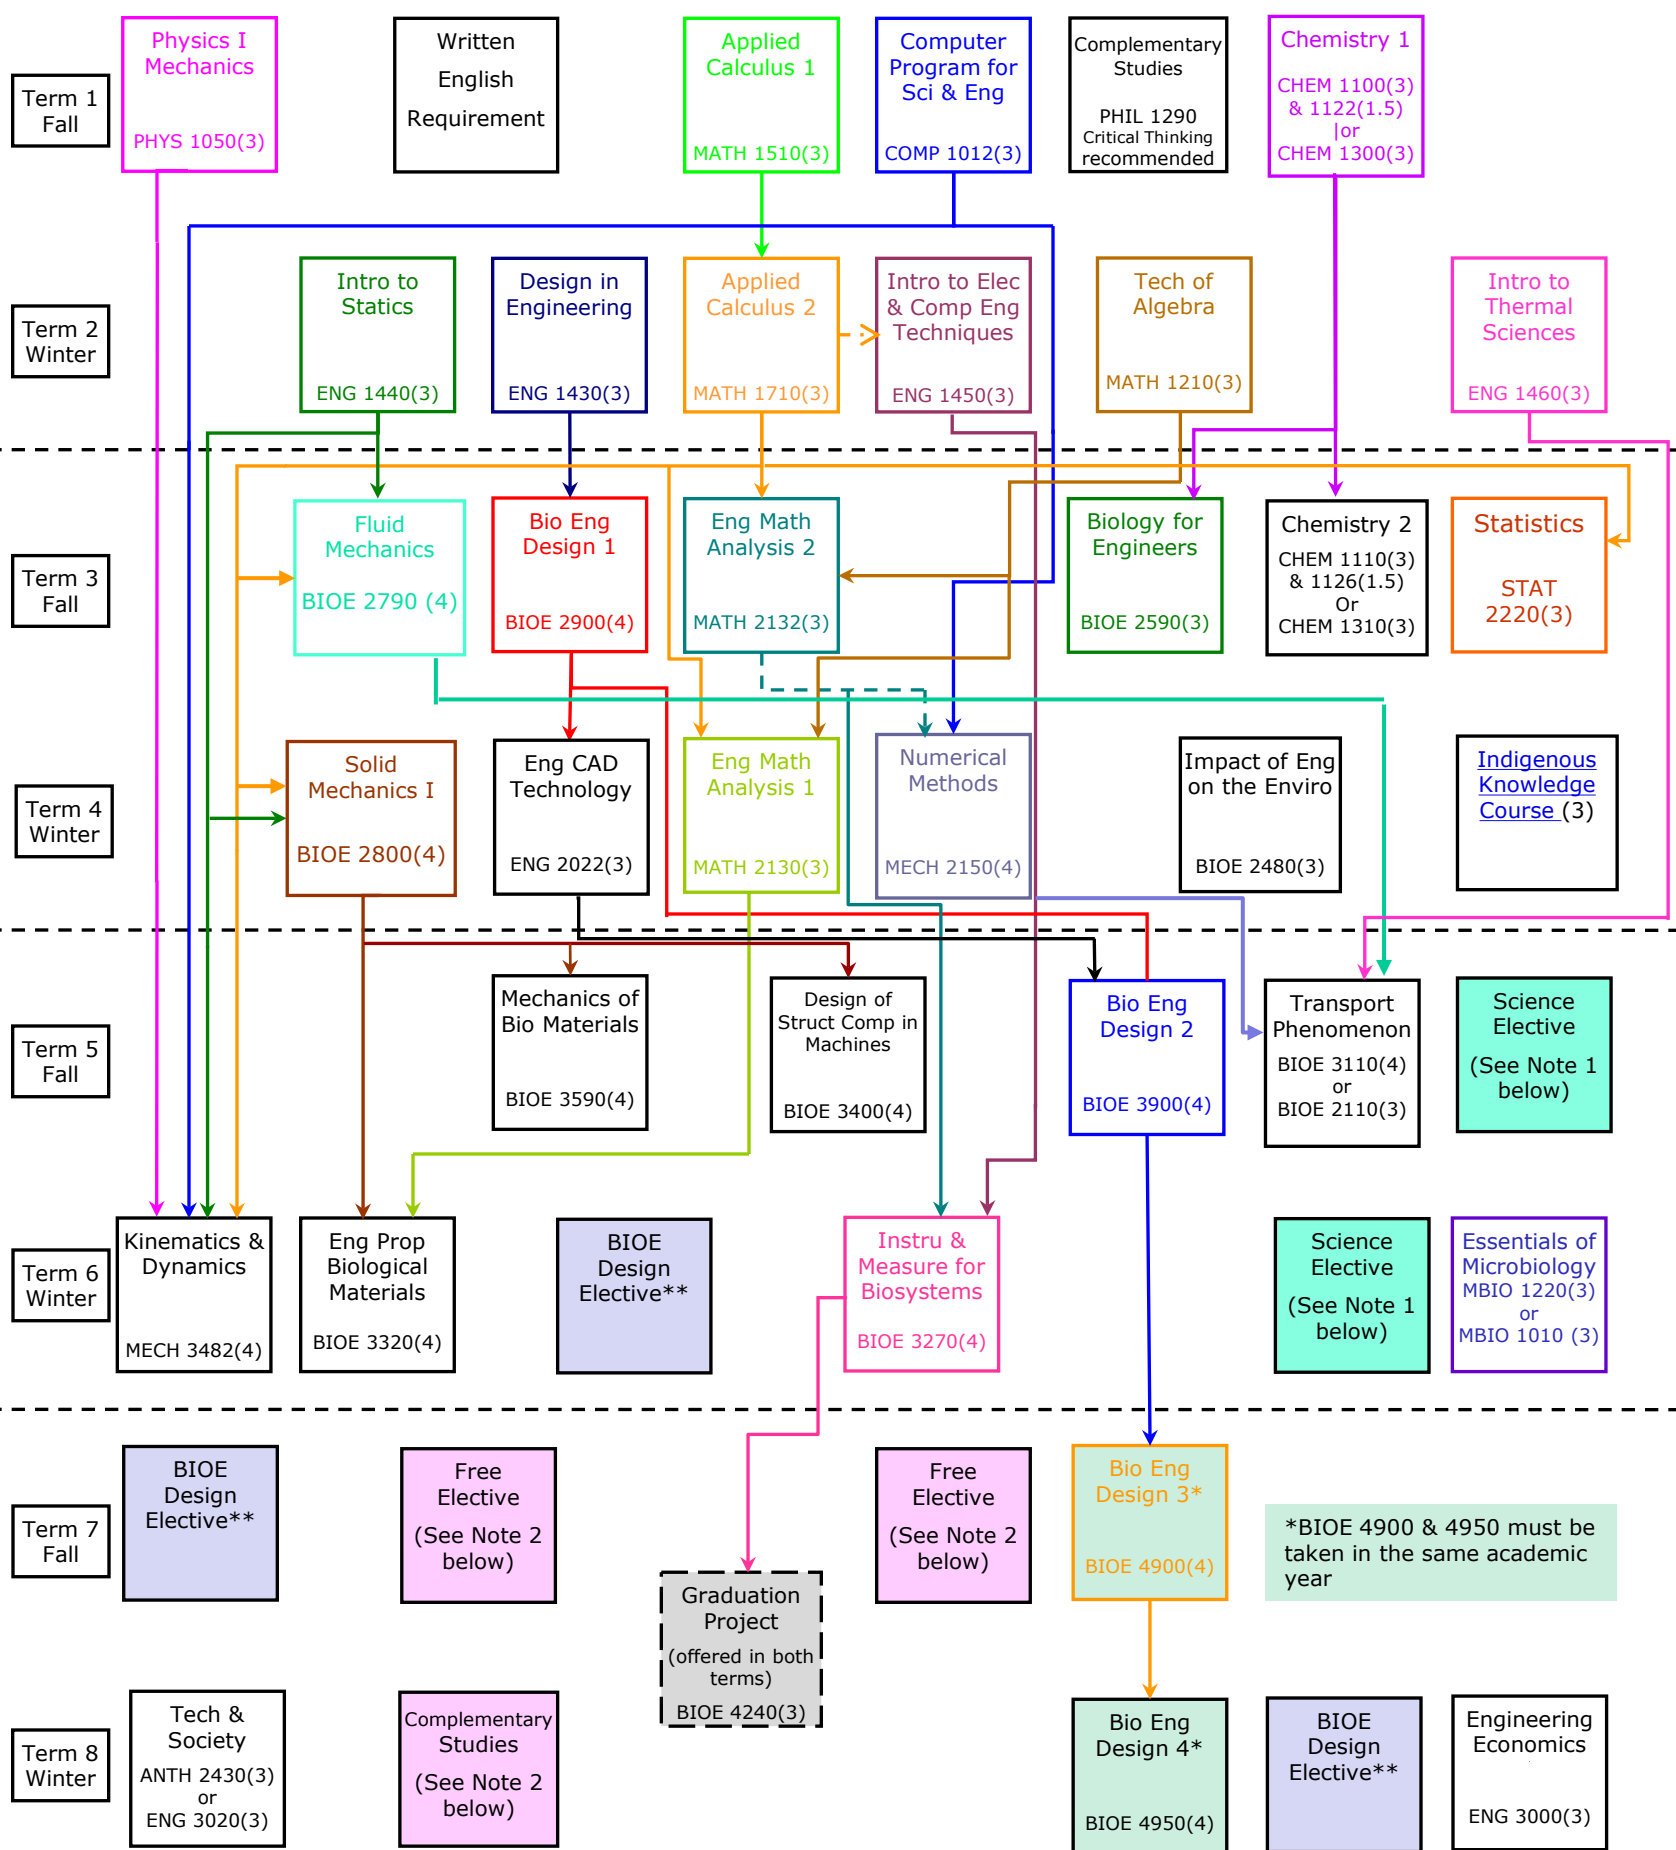 Term 1
Fall
Physics I
Mechanics
PHYS 1050(3)
Written
English
Requirement
Applied
Calculus 1
MATH 1510(3)
Computer
Program for
Sci & Eng
COMP 1012(3)
Complementary
Studies
PHIL 1290
Critical Thinking
recommended
Chemistry 1
CHEM 1100(3)
& 1122(1.5)
|or
CHEM 1300(3)
Term 2
Winter
Intro to
Statics
ENG 1440(3)
Design in
Engineering
ENG 1430(3)
Applied
Calculus 2
MATH 1710(3)
Intro to Elec
& Comp Eng
Techniques
ENG 1450(3)
Tech of
Algebra
MATH 1210(3)
Intro to
Thermal
Sciences
ENG 1460(3)
Term 3
Fall
Fluid
Mechanics
BIOE 2790 (4)
Bio Eng
Design 1
BIOE 2900(4)
Eng Math
Analysis 2
MATH 2132(3)
Biology for
Engineers
BIOE 2590(3)
Chemistry 2
CHEM 1110(3)
& 1126(1.5)
Or
CHEM 1310(3)
Statistics
STAT
2220(3)
Term 4
Winter
Solid
Mechanics I
BIOE 2800(4)
Eng CAD
Technology
ENG 2022(3)
Eng Math
Analysis 1
MATH 2130(3)
Numerical
Methods
MECH 2150(4)
Impact of Eng
on the Enviro
BIOE 2480(3)
Indigenous
Knowledge
Course (3)
Term 5
Fall
Mechanics of
Bio Materials
BIOE 3590(4)
Design of
Struct Comp in
Machines
BIOE 3400(4)
Bio Eng
Design 2
BIOE 3900(4)
Transport
Phenomenon
BIOE 3110(4)
or
BIOE 2110(3)
Science
Elective
(See Note 1
below)
Term 6
Winter
Kinematics &
Dynamics
MECH 3482(4)
Eng Prop
Biological
Materials
BIOE 3320(4)
BIOE
Design
Elective**
Instru &
Measure for
Biosystems
BIOE 3270(4)
Science
Elective
(See Note 1
below)
Essentials of
Microbiology
MBIO 1220(3)
or
MBIO 1010 (3)
Term 7
Fall
BIOE
Design
Elective**
Free
Elective
(See Note 2
below)
Graduation
Project
(offered in both
terms)
BIOE 4240(3)
Free
Elective
(See Note 2
below)
Bio Eng
Design 3*
BIOE 4900(4)
*BIOE 4900 & 4950 must be
taken in the same academic
year
Term 8
Winter
Tech &
Society
ANTH 2430(3)
or
ENG 3020(3)
Complementary
Studies
(See Note 2
below)
Bio Eng
Design 4*
BIOE 4950(4)
BIOE
Design
Elective**
Engineering
Economics
ENG 3000(3)